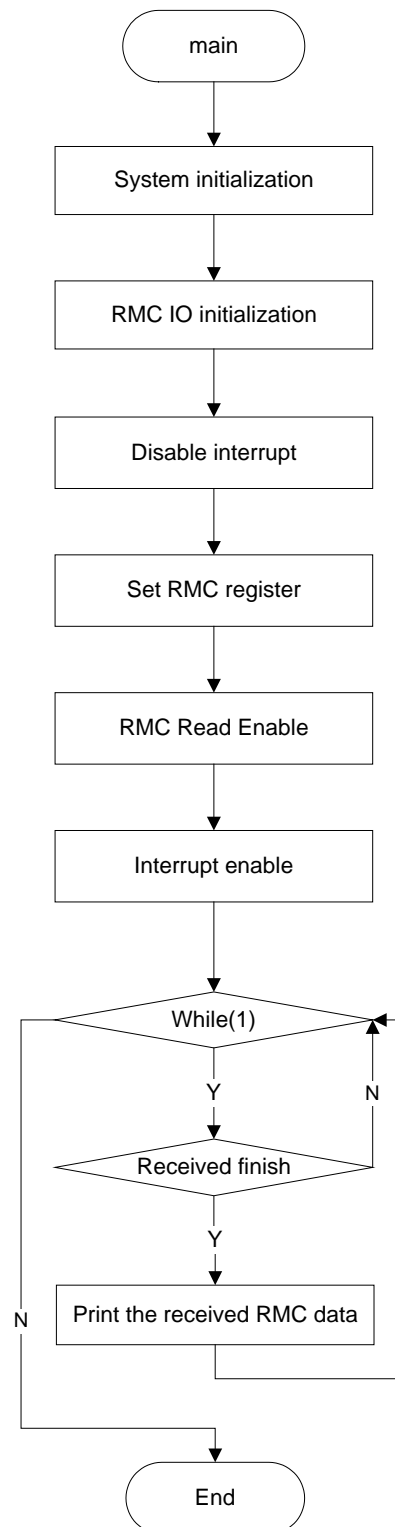 main
System initialization
RMC IO initialization
Disable interrupt
Set RMC register
RMC Read Enable
Interrupt enable
While(1)
Y
N
Received finish
Y
Print the received RMC data
N
End